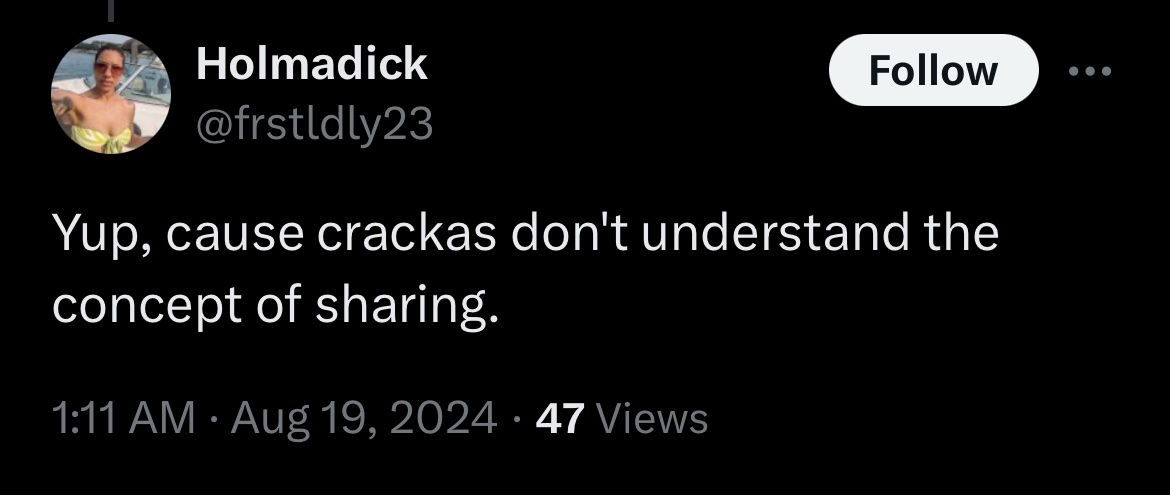 Holmadick
Follow
@frstldly23
Yup, cause crackas don't understand the
concept of sharing.
1:11 AM · Aug 19, 2024 · 47 Views